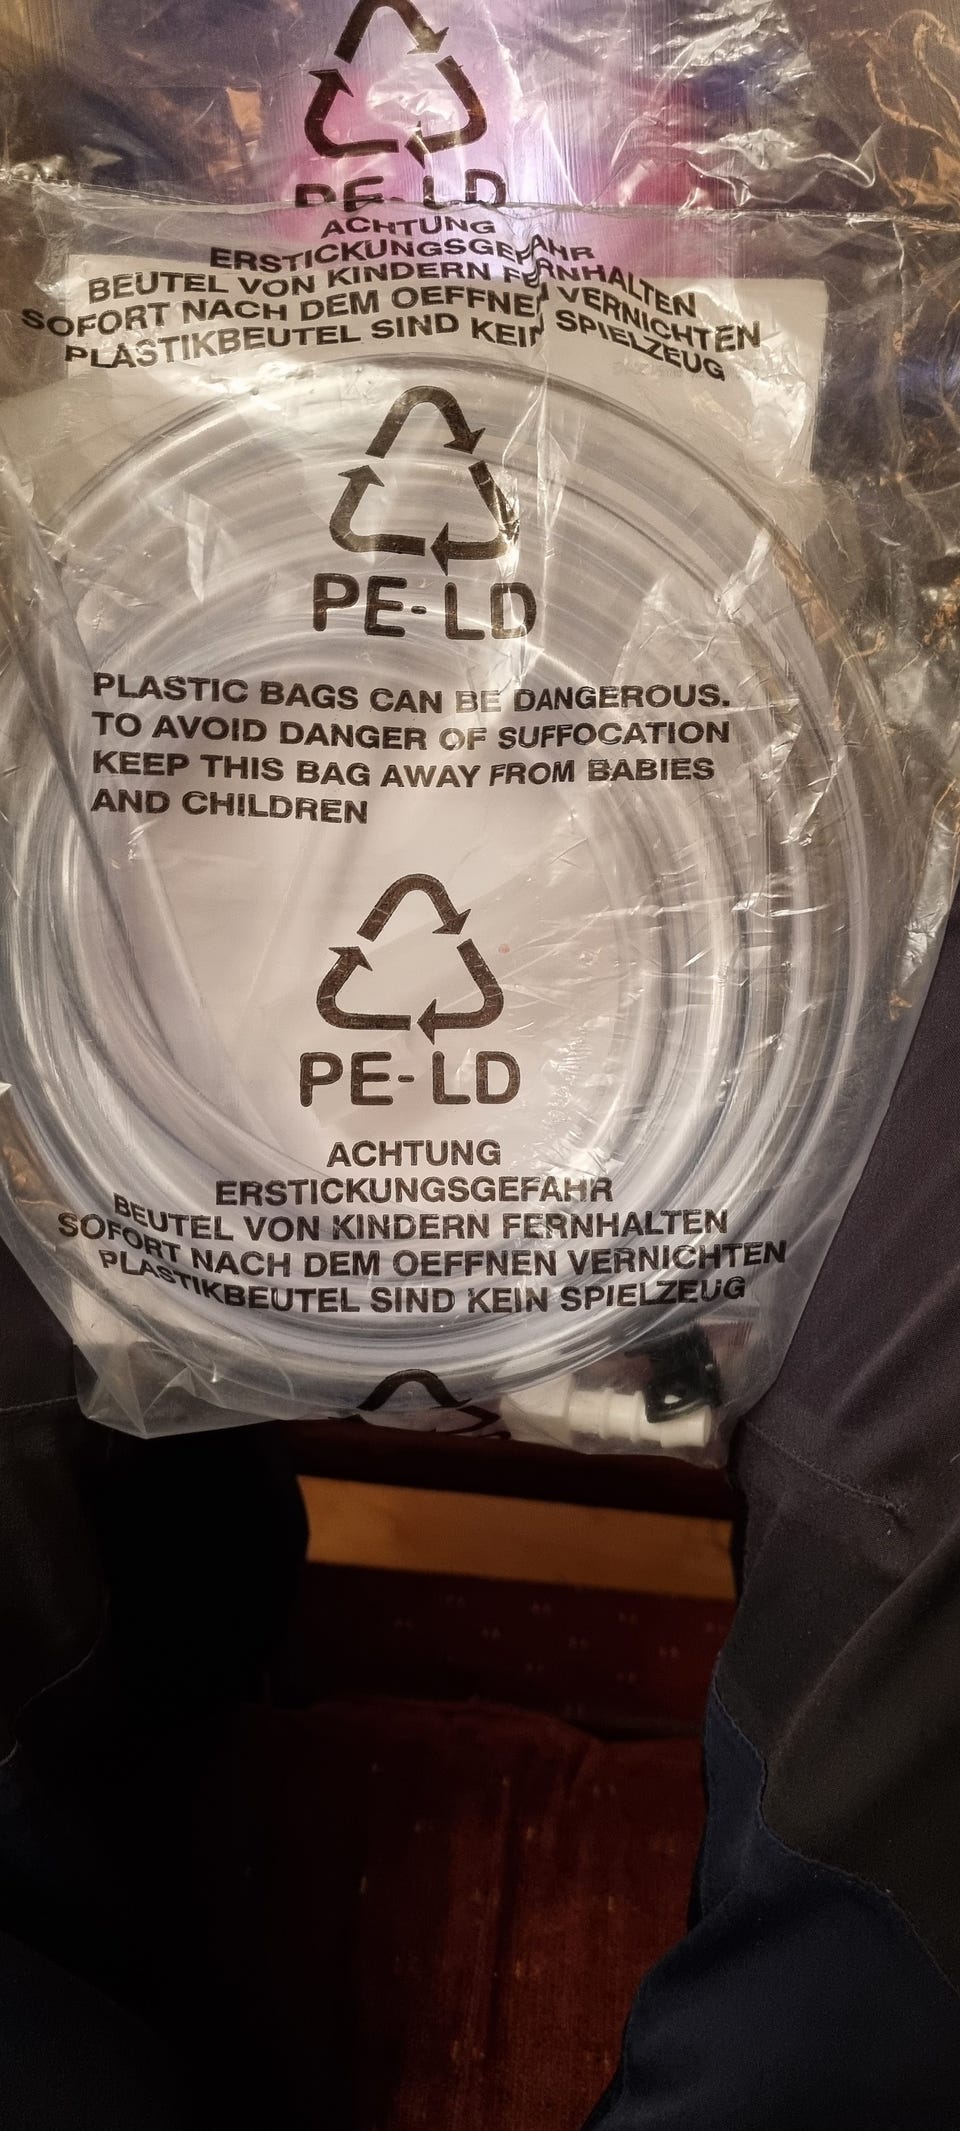 PE-LD
ACHTUNG
ERSTICKUNGSGEFAHR
BEUTEL VON KINDERN FERNHALTEN
SOFORT NACH DEM OEFFNEN VERNICHTEN
PLASTIKBEUTEL SIND KEIN SPIELZEUG
PE-LD
PLASTIC BAGS CAN BE DANGEROUS.
TO AVOID DANGER OF SUFFOCATION
KEEP THIS BAG AWAY FROM BABIES
AND CHILDREN
PE-LD
ACHTUNG
ERSTICKUNGSGEFAHR
BEUTEL VON KINDERN FERNHALTEN
SOFORT NACH DEM OEFFNEN VERNICHTEN
PLASTIKBEUTEL SIND KEIN SPIELZEUG